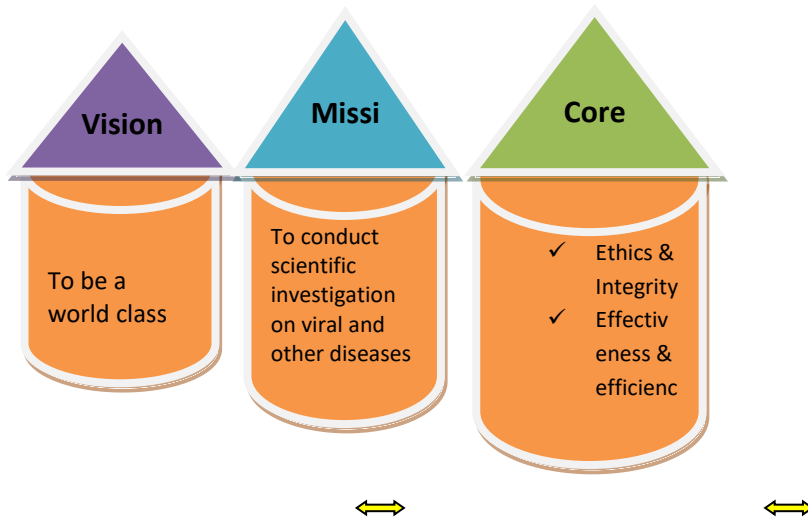 Vision
To be a
world class
Missi
To conduct
scientific
investigation
on viral and
other diseases
Core
✓ Ethics &
Integrity
✓ Effectiv
eness &
efficienc